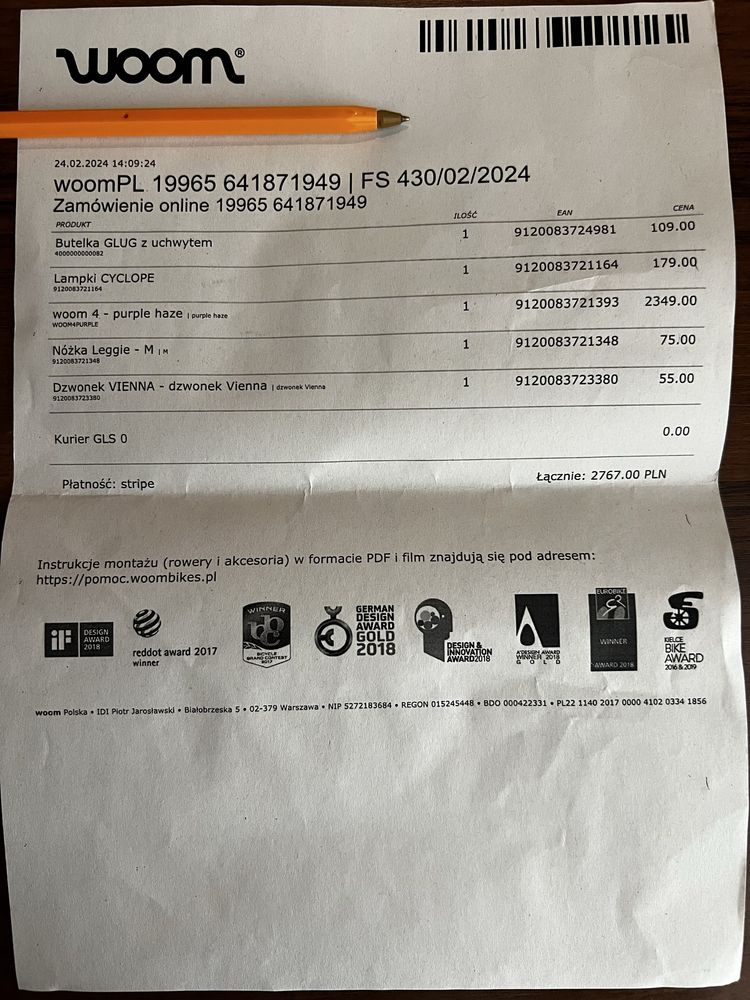 woom®
24.02.2024 14:09:24
woomPL 19965 641871949 | FS 430/02/2024
Zamówienie online 19965 641871949
PRODUKT ILOŚĆ EAN CENA
Butelka GLUG z uchwytem 1 9120083724981 109.00
4000000000082
Lampki CYCLOPE 1 9120083721164 179.00
9120083721164
woom 4 - purple haze | purple haze 1 9120083721393 2349.00
WOOM4PURPLE
Nóżka Leggie - M | M 1 9120083721348 75.00
9120083721348
Dzwonek VIENNA - dzwonek Vienna | dzwonek Vienna 1 9120083723380 55.00
9120083723380
Kurier GLS 0 0.00
Płatność: stripe Łącznie: 2767.00 PLN
Instrukcje montażu (rowery i akcesoria) w formacie PDF i film znajdują się pod adresem:
https://pomoc.woombikes.pl
iF DESIGN AWARD 2018
reddot award 2017 winner
WINNER BICYCLE BRAND CONTEST 2017
GERMAN DESIGN AWARD GOLD 2018
DESIGN & INNOVATION AWARD 2018
A'DESIGN AWARD WINNER 2018 GOLD
EUROBIKE WINNER AWARD 2018
KIELCE BIKE AWARD 2016 & 2019
woom Polska • IDI Piotr Jarosławski • Białobrzeska 5 • 02-379 Warszawa • NIP 5272183684 • REGON 015245448 • BDO 000422331 • PL22 1140 2017 0000 4102 0334 1856